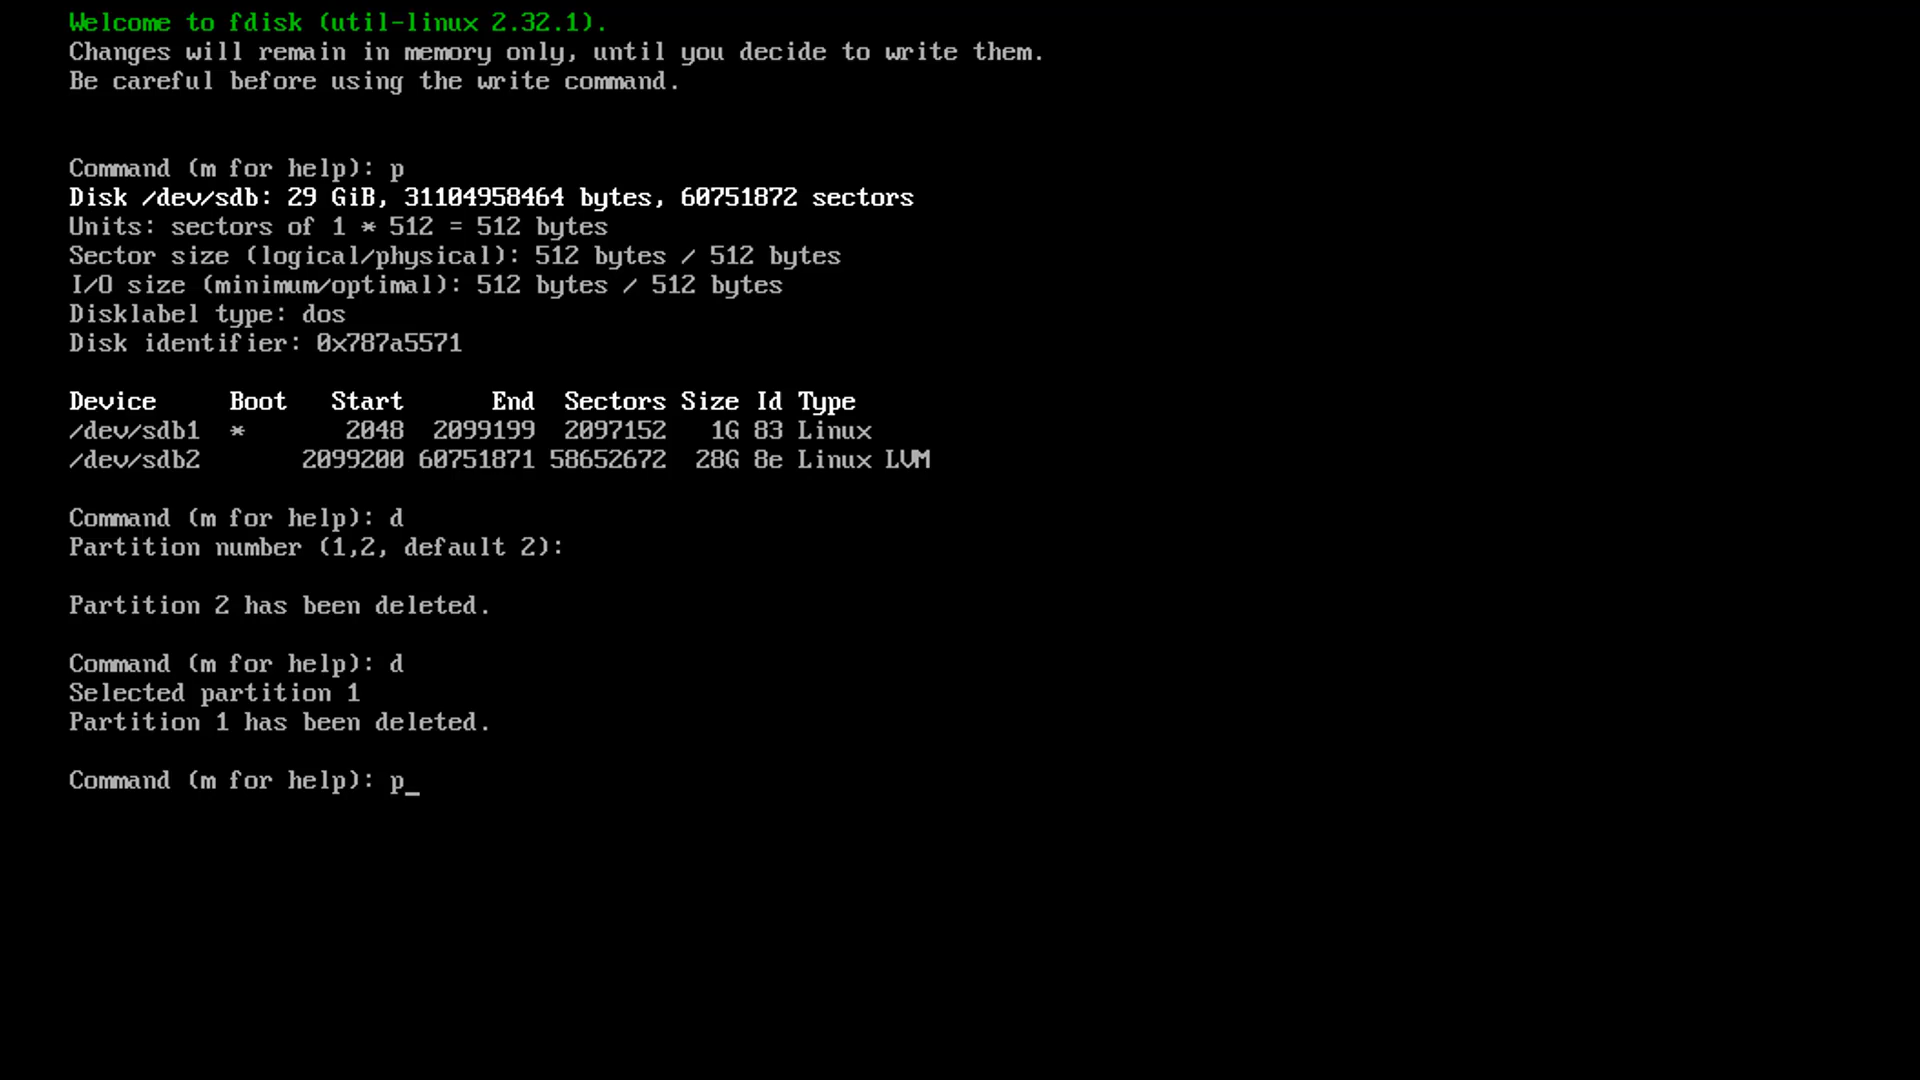 Welcome to fdisk (util-linux 2.32.1).
Changes will remain in memory only, until you decide to write them.
Be careful before using the write command.
Command (m for help): p
Disk /dev/sdb: 29 GiB, 31104958464 bytes, 60751872 sectors
Units: sectors of 1 * 512 = 512 bytes
Sector size (logical/physical): 512 bytes / 512 bytes
I/O size (minimum/optimal): 512 bytes / 512 bytes
Disklabel type: dos
Disk identifier: 0x787a5571
Device     Boot   Start      End  Sectors Size Id Type
/dev/sdb1  *       2048  2099199  2097152   1G 83 Linux
/dev/sdb2       2099200 60751871 58652672  28G 8e Linux LVM
Command (m for help): d
Partition number (1,2, default 2):
Partition 2 has been deleted.
Command (m for help): d
Selected partition 1
Partition 1 has been deleted.
Command (m for help): p_